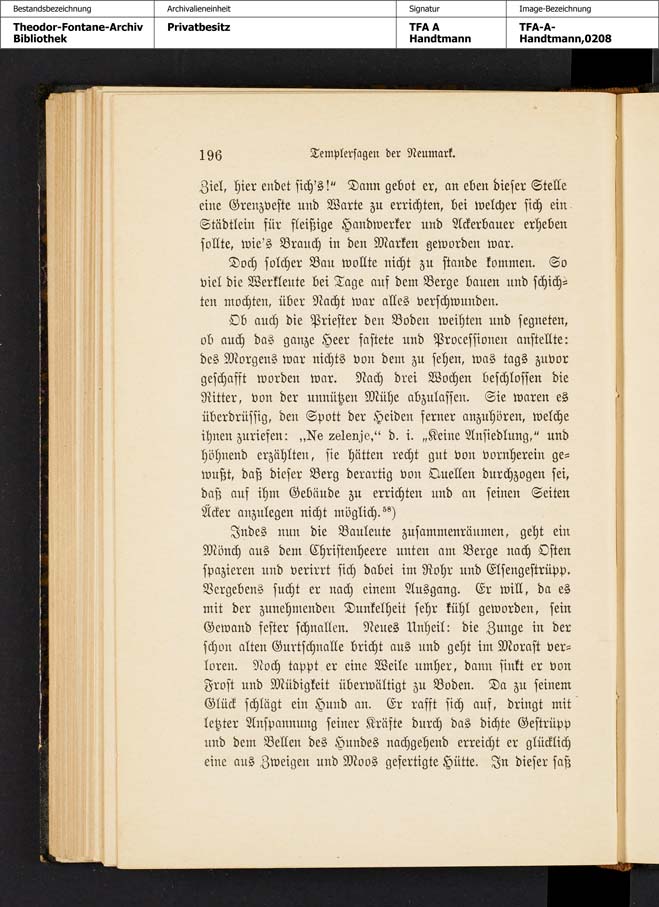 Bestandsbezeichnung Archivalieneinheit Signatur Image-Bezeichnung
Theodor-Fontane-Archiv Privatbesitz TFA A TFA-A-
Bibliothek Handtmann Handtmann,0208
196 Templersagen der Neumark.
Ziel, hier endet sich's!“ Dann gebot er, an eben dieser Stelle
eine Grenzveste und Warte zu errichten, bei welcher sich ein
Städtlein für fleißige Handwerker und Ackerbauer erheben
sollte, wie's Brauch in den Marken geworden war.
Doch solcher Bau wollte nicht zu stande kommen. So
viel die Werkleute bei Tage auf dem Berge bauen und schich-
ten mochten, über Nacht war alles verschwunden.
Ob auch die Priester den Boden weihten und segneten,
ob auch das ganze Heer fastete und Processionen anstellte:
des Morgens war nichts von dem zu sehen, was tags zuvor
geschafft worden war. Nach drei Wochen beschlossen die
Ritter, von der unnützen Mühe abzulassen. Sie waren es
überdrüssig, den Spott der Heiden ferner anzuhören, welche
ihnen zuriefen: „Ne zelenje,“ d. i. „Keine Ansiedlung,“ und
höhnend erzählten, sie hätten recht gut von vornherein ge-
wußt, daß dieser Berg derartig von Quellen durchzogen sei,
daß auf ihm Gebäude zu errichten und an seinen Seiten
Äcker anzulegen nicht möglich.⁵⁸)
Indes nun die Bauleute zusammenräumen, geht ein
Mönch aus dem Christenheere unten am Berge nach Osten
spazieren und verirrt sich dabei im Rohr und Elsengestrüpp.
Vergebens sucht er nach einem Ausgang. Er will, da es
mit der zunehmenden Dunkelheit sehr kühl geworden, sein
Gewand fester schnallen. Neues Unheil: die Zunge in der
schon alten Gurtschnalle bricht aus und geht im Morast ver-
loren. Noch tappt er eine Weile umher, dann sinkt er von
Frost und Müdigkeit überwältigt zu Boden. Da zu seinem
Glück schlägt ein Hund an. Er rafft sich auf, dringt mit
letzter Anspannung seiner Kräfte durch das dichte Gestrüpp
und dem Bellen des Hundes nachgehend erreicht er glücklich
eine aus Zweigen und Moos gefertigte Hütte. In dieser saß